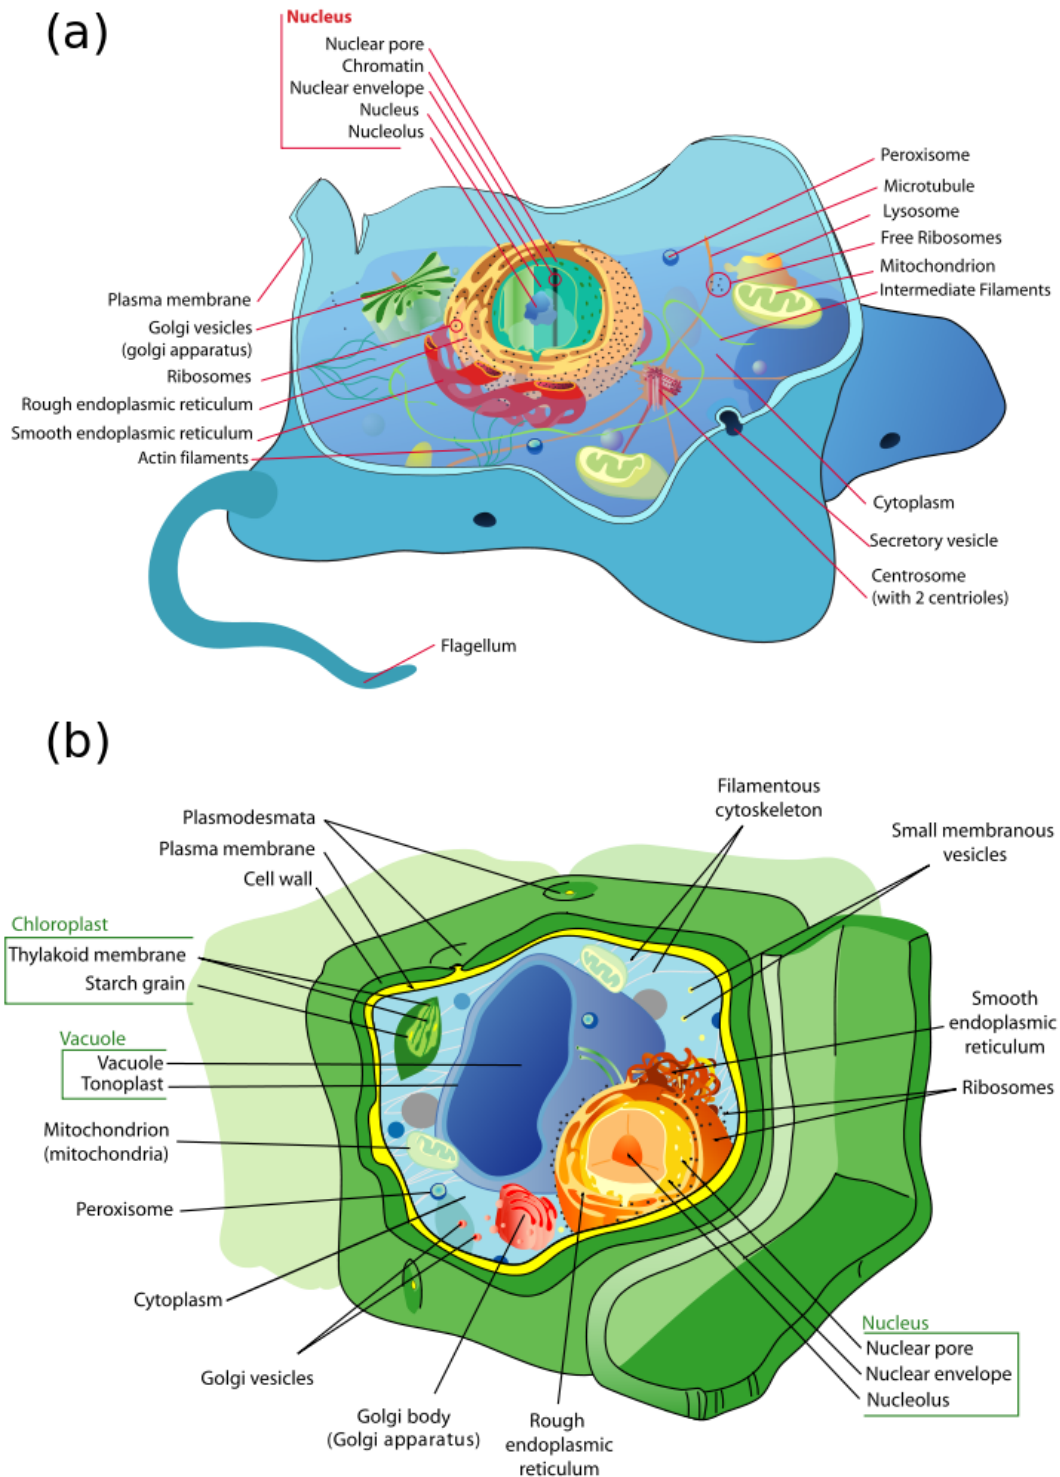 (a)
Nucleus
Nuclear pore
Chromatin
Nuclear envelope
Nucleus
Nucleolus
Peroxisome
Microtubule
Lysosome
Free Ribosomes
Mitochondrion
Intermediate Filaments
Plasma membrane
Golgi vesicles
(golgi apparatus)
Ribosomes
Rough endoplasmic reticulum
Smooth endoplasmic reticulum
Actin filaments
Cytoplasm
Secretory vesicle
Centrosome
(with 2 centrioles)
Flagellum
(b)
Filamentous
cytoskeleton
Plasmodesmata
Plasma membrane
Cell wall
Small membranous
vesicles
Chloroplast
Thylakoid membrane
Starch grain
Vacuole
Vacuole
Tonoplast
Mitochondrion
(mitochondria)
Peroxisome
Cytoplasm
Golgi vesicles
Golgi body
(Golgi apparatus)
Rough
endoplasmic
reticulum
Smooth
endoplasmic
reticulum
Ribosomes
Nucleus
Nuclear pore
Nuclear envelope
Nucleolus